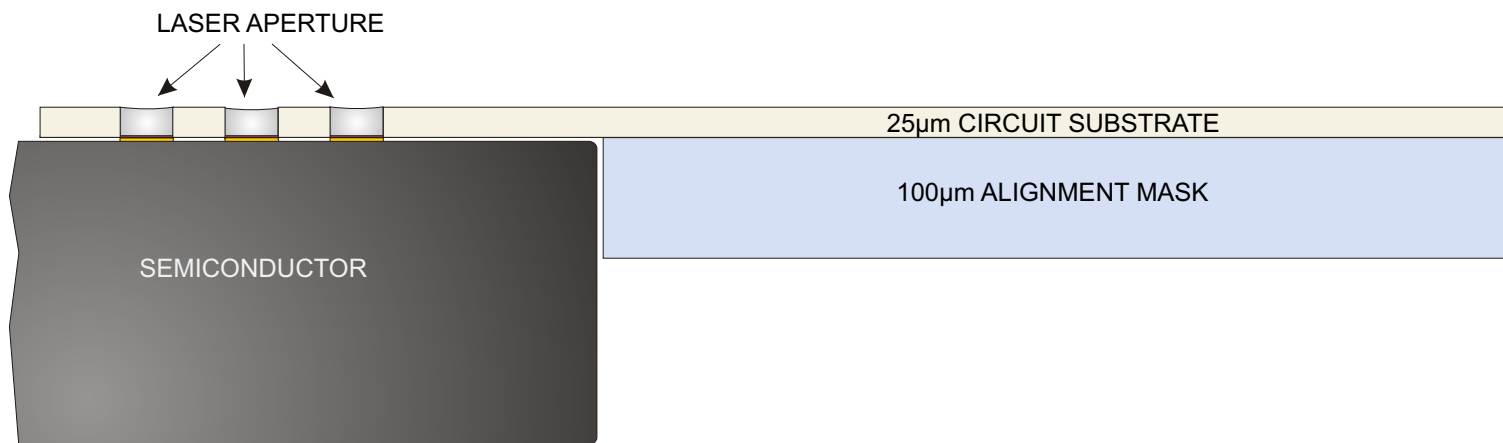 LASER APERTURE
25µm CIRCUIT SUBSTRATE
100µm ALIGNMENT MASK
SEMICONDUCTOR